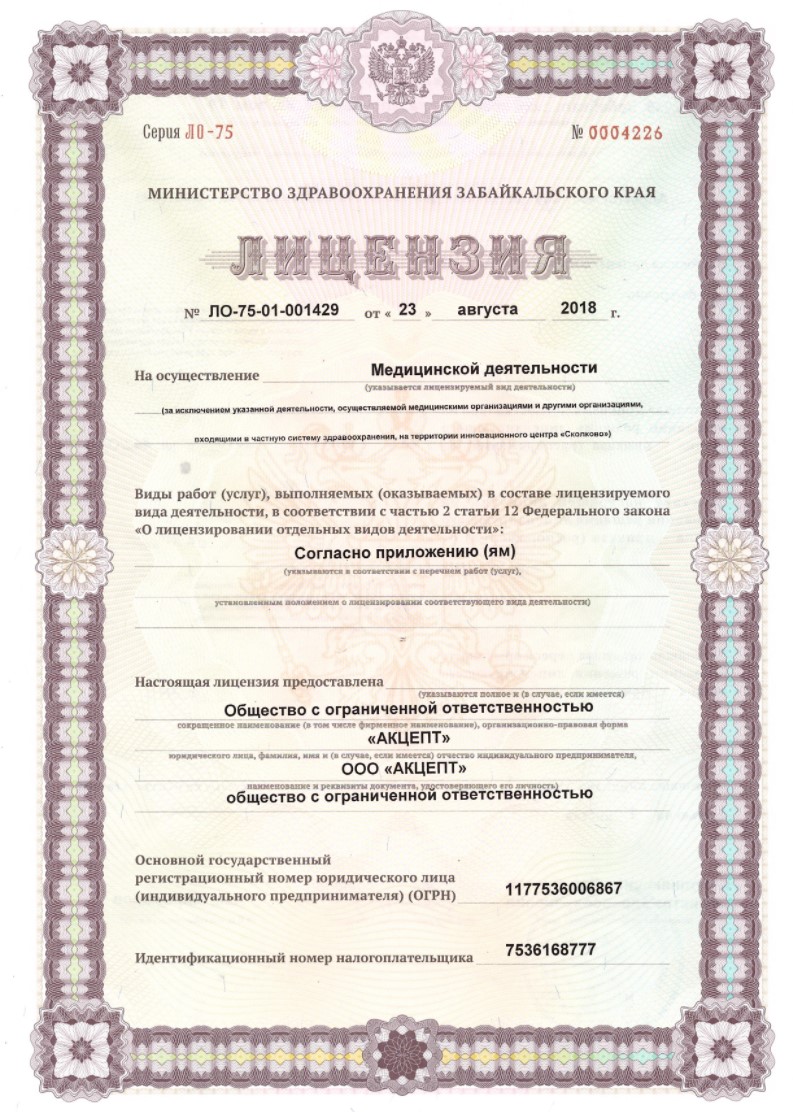 Серия ЛО-75 № 0004226
МИНИСТЕРСТВО ЗДРАВООХРАНЕНИЯ ЗАБАЙКАЛЬСКОГО КРАЯ
ЛИЦЕНЗИЯ
№ ЛО-75-01-001429 от « 23 » августа 2018 г.
На осуществление Медицинской деятельности
(указывается лицензируемый вид деятельности)
(за исключением указанной деятельности, осуществляемой медицинскими организациями и другими организациями,
входящими в частную систему здравоохранения, на территории инновационного центра «Сколково»)
Виды работ (услуг), выполняемых (оказываемых) в составе лицензируемого
вида деятельности, в соответствии с частью 2 статьи 12 Федерального закона
«О лицензировании отдельных видов деятельности»:
Согласно приложению (ям)
(указываются в соответствии с перечнем работ (услуг),
установленным положением о лицензировании соответствующего вида деятельности)
Настоящая лицензия предоставлена
(указываются полное и (в случае, если имеется)
Общество с ограниченной ответственностью
сокращенное наименование (в том числе фирменное наименование), организационно-правовая форма
«АКЦЕПТ»
юридического лица, фамилия, имя и (в случае, если имеется) отчество индивидуального предпринимателя,
ООО «АКЦЕПТ»
наименование и реквизиты документа, удостоверяющего его личность)
общество с ограниченной ответственностью
Основной государственный
регистрационный номер юридического лица
(индивидуального предпринимателя) (ОГРН) 1177536006867
Идентификационный номер налогоплательщика 7536168777